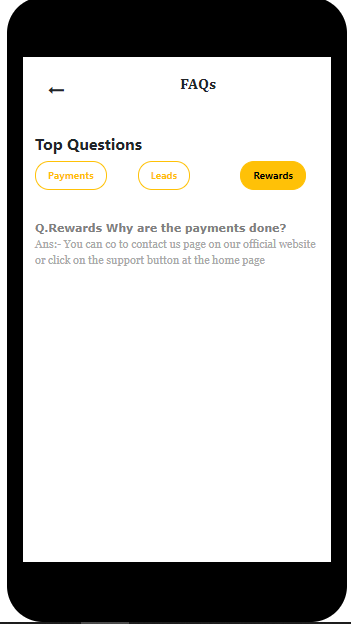 FAQs
Top Questions
Payments
Leads
Rewards
Q.Rewards Why are the payments done?
Ans:- You can co to contact us page on our official website
or click on the support button at the home page